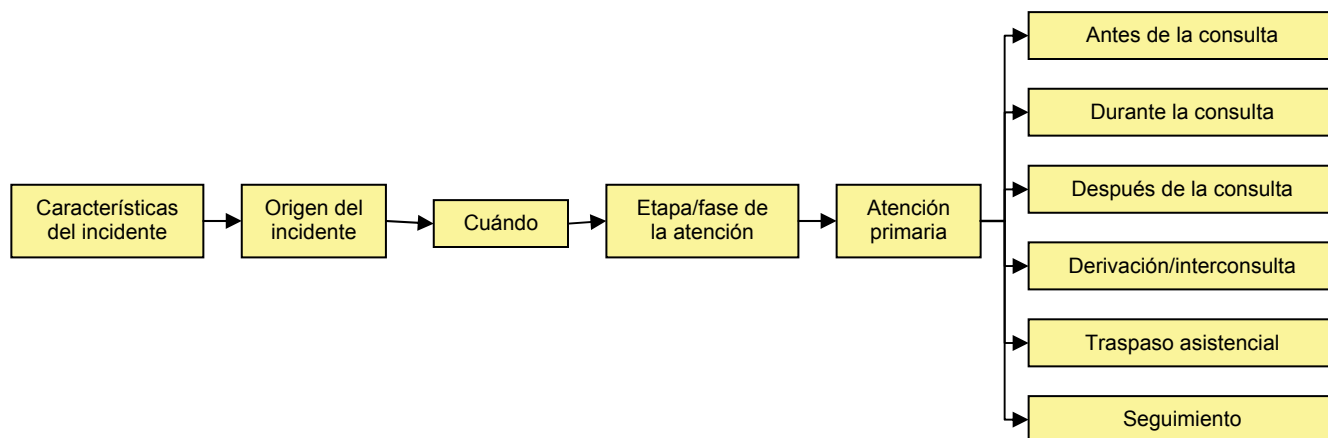 Características
del incidente
Origen del
incidente
Cuándo
Etapa/fase de
la atención
Atención
primaria
Antes de la consulta
Durante la consulta
Después de la consulta
Derivación/interconsulta
Traspaso asistencial
Seguimiento